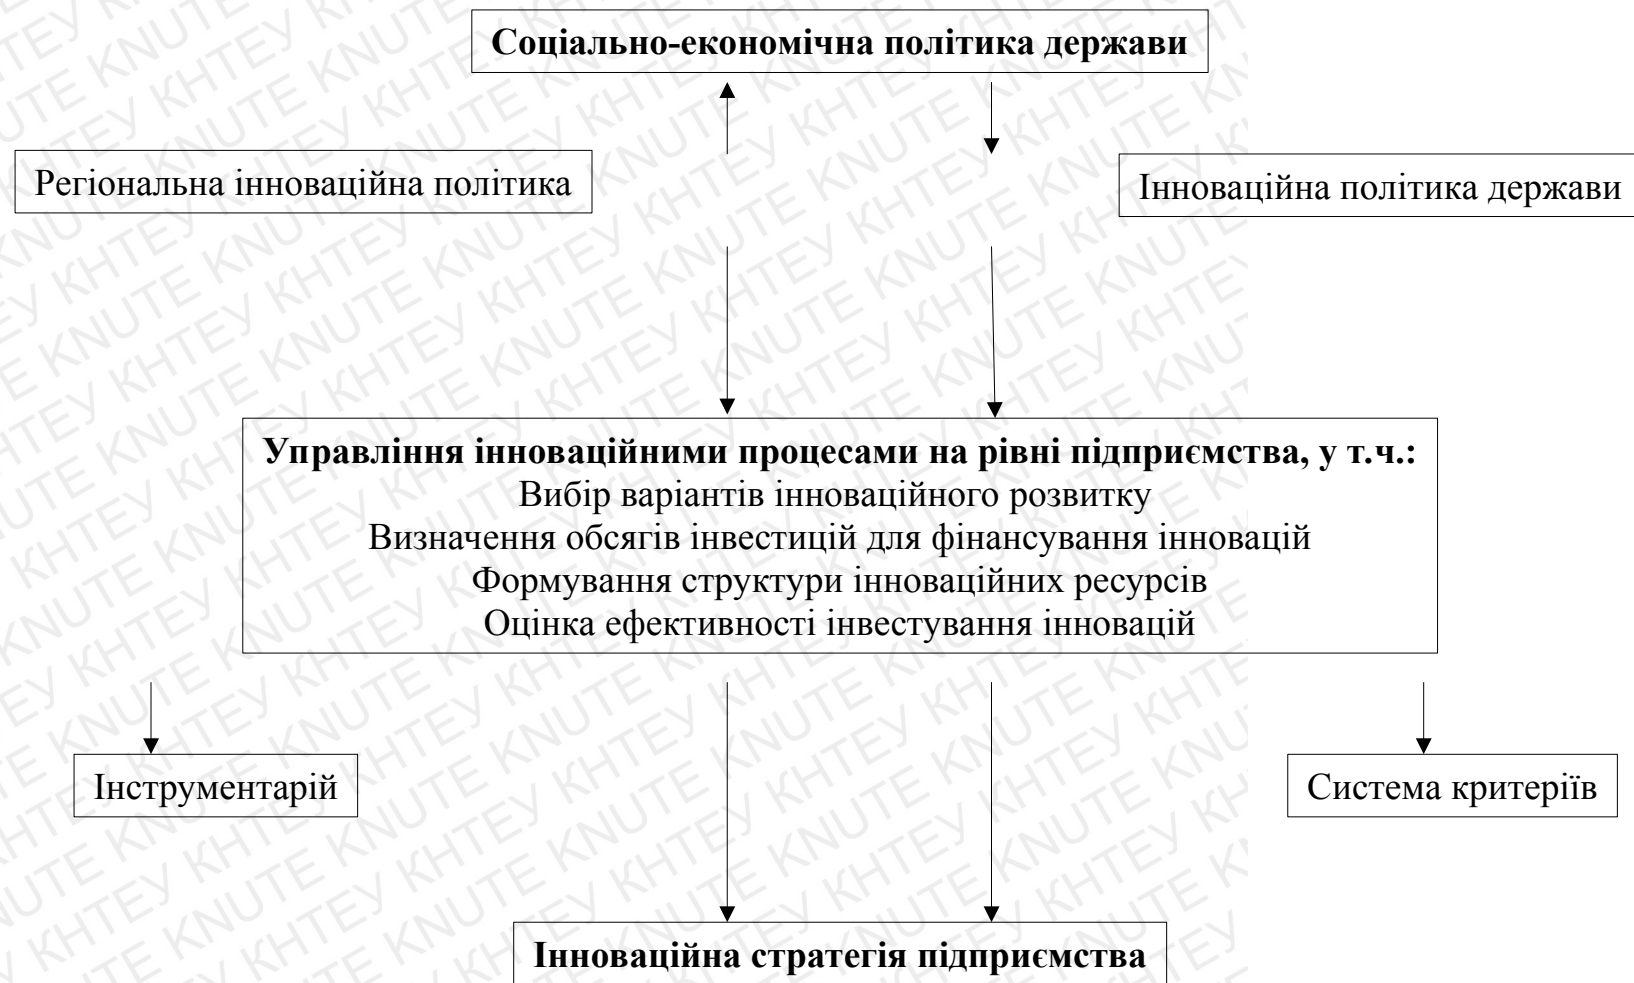 Соціально-економічна політика держави
Регіональна інноваційна політика
Інноваційна політика держави
Управління інноваційними процесами на рівні підприємства, у т.ч.:
Вибір варіантів інноваційного розвитку
Визначення обсягів інвестицій для фінансування інновацій
Формування структури інноваційних ресурсів
Оцінка ефективності інвестування інновацій
Інструментарій
Система критеріїв
Інноваційна стратегія підприємства